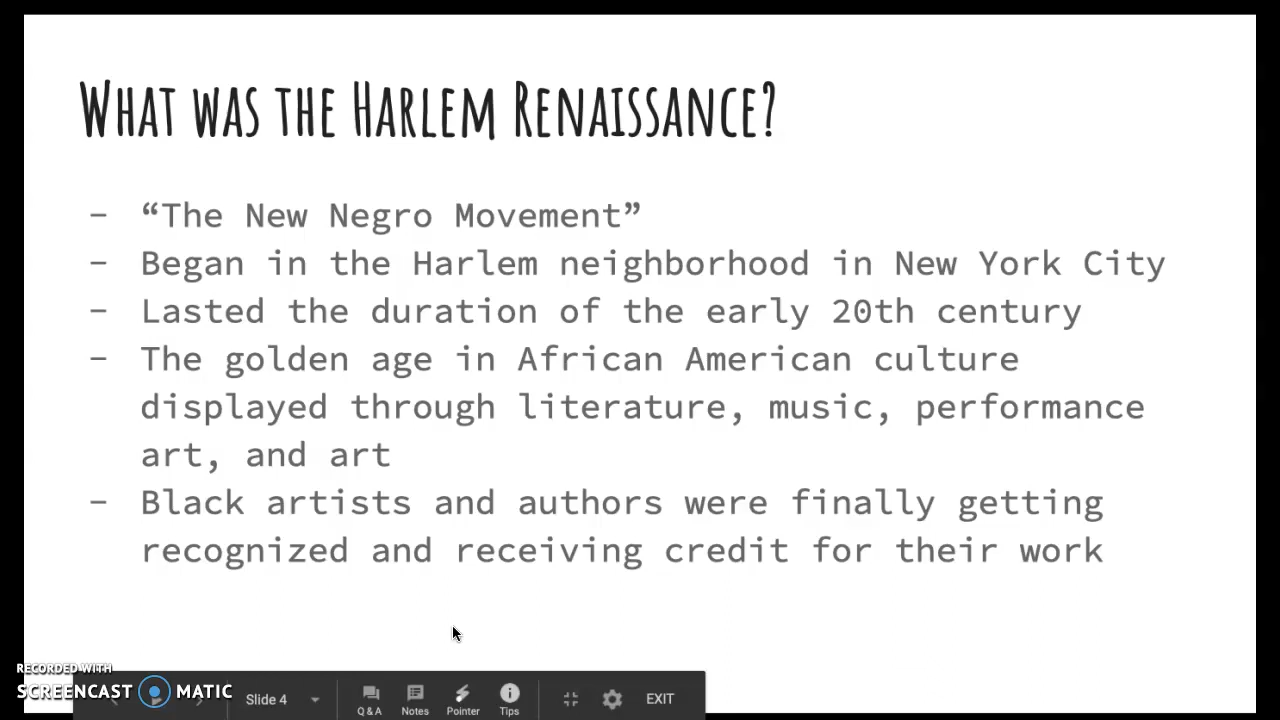 What was the Harlem Renaissance?
- “The New Negro Movement”
- Began in the Harlem neighborhood in New York City
- Lasted the duration of the early 20th century
- The golden age in African American culture
displayed through literature, music, performance
art, and art
- Black artists and authors were finally getting
recognized and receiving credit for their work
RECORDED WITH
SCREENCAST MATIC
Slide 4
Q & A
Notes
Pointer
Tips
EXIT